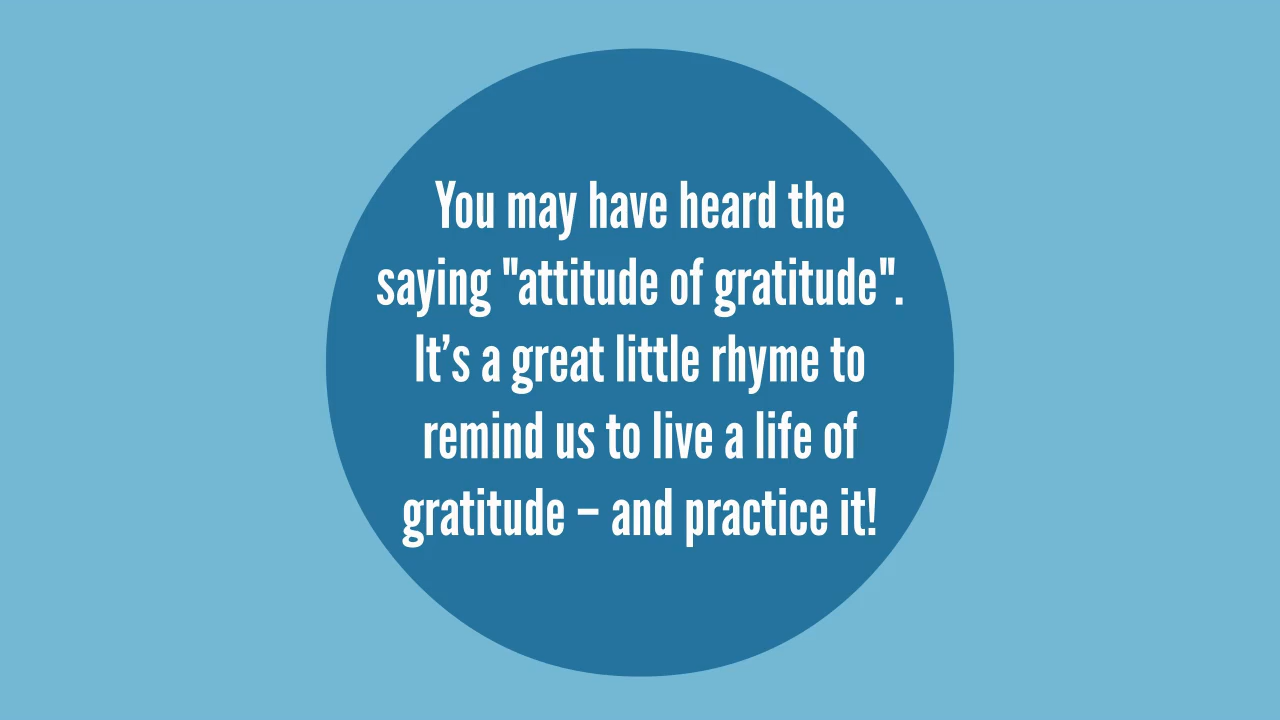 You may have heard the
saying "attitude of gratitude".
It’s a great little rhyme to
remind us to live a life of
gratitude – and practice it!